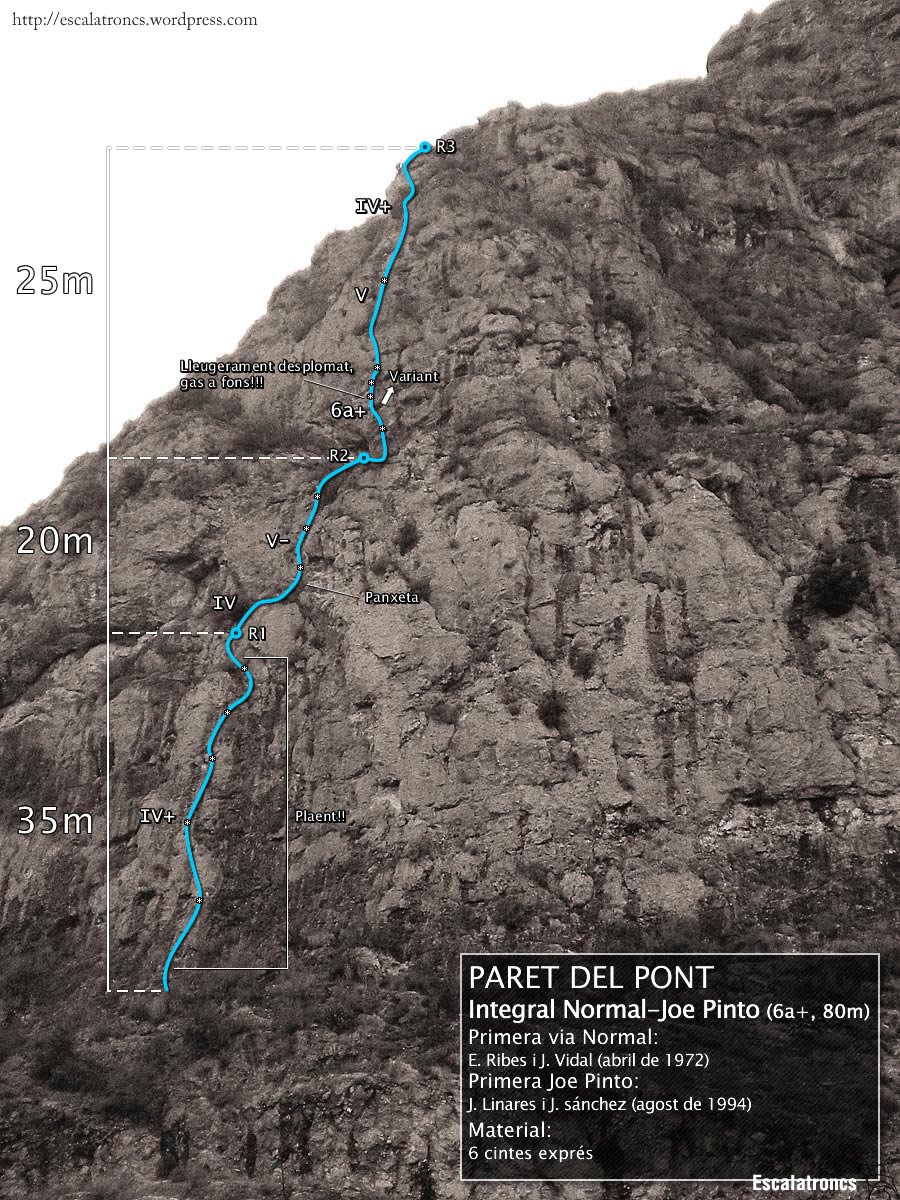 http://escalatroncs.wordpress.com
R3
IV+
25m
V
Lleugerament desplomat,
gas a fons!!!
Variant
6a+
R2
20m
V-
Panxeta
IV
R1
35m
IV+
Plaent!!
PARET DEL PONT
Integral Normal-Joe Pinto (6a+, 80m)
Primera via Normal:
E. Ribes i J. Vidal (abril de 1972)
Primera Joe Pinto:
J. Linares i J. sánchez (agost de 1994)
Material:
6 cintes exprés
Escalatroncs